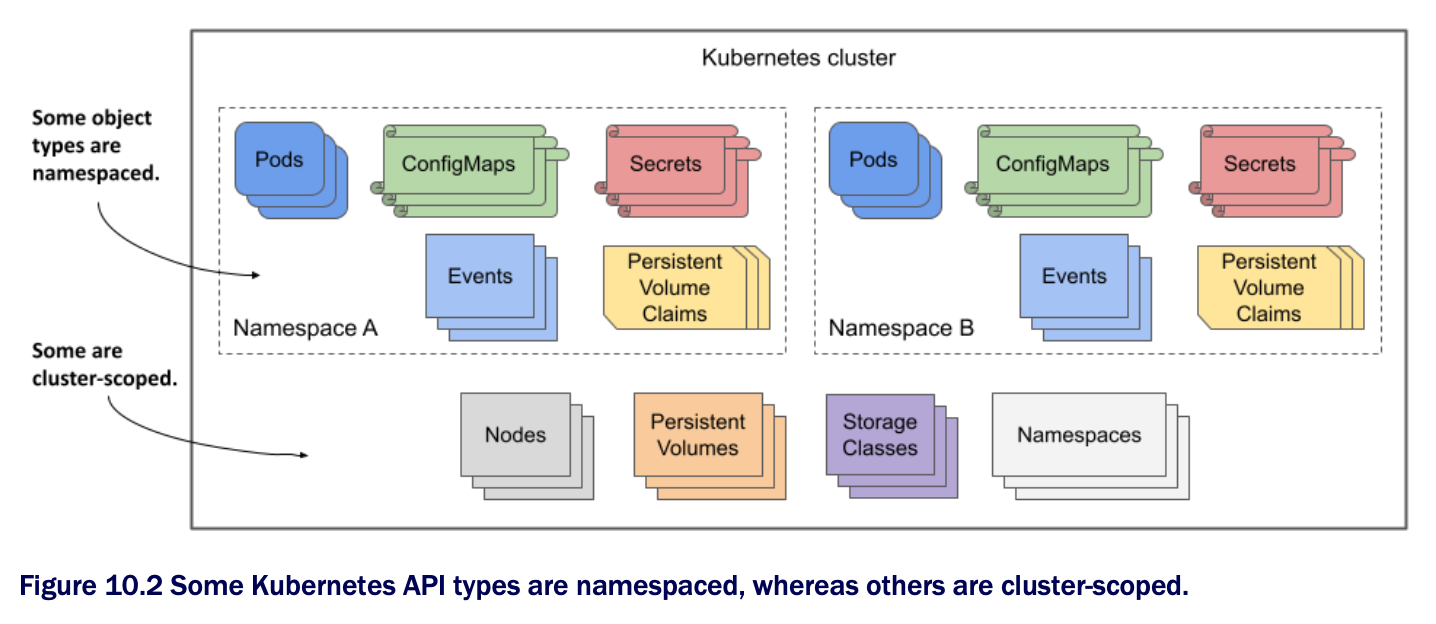 Kubernetes cluster
Some object
types are
namespaced.
Pods
ConfigMaps
Secrets
Events
Persistent
Volume
Claims
Namespace A
Pods
ConfigMaps
Secrets
Events
Persistent
Volume
Claims
Namespace B
Some are
cluster-scoped.
Nodes
Persistent
Volumes
Storage
Classes
Namespaces
Figure 10.2 Some Kubernetes API types are namespaced, whereas others are cluster-scoped.